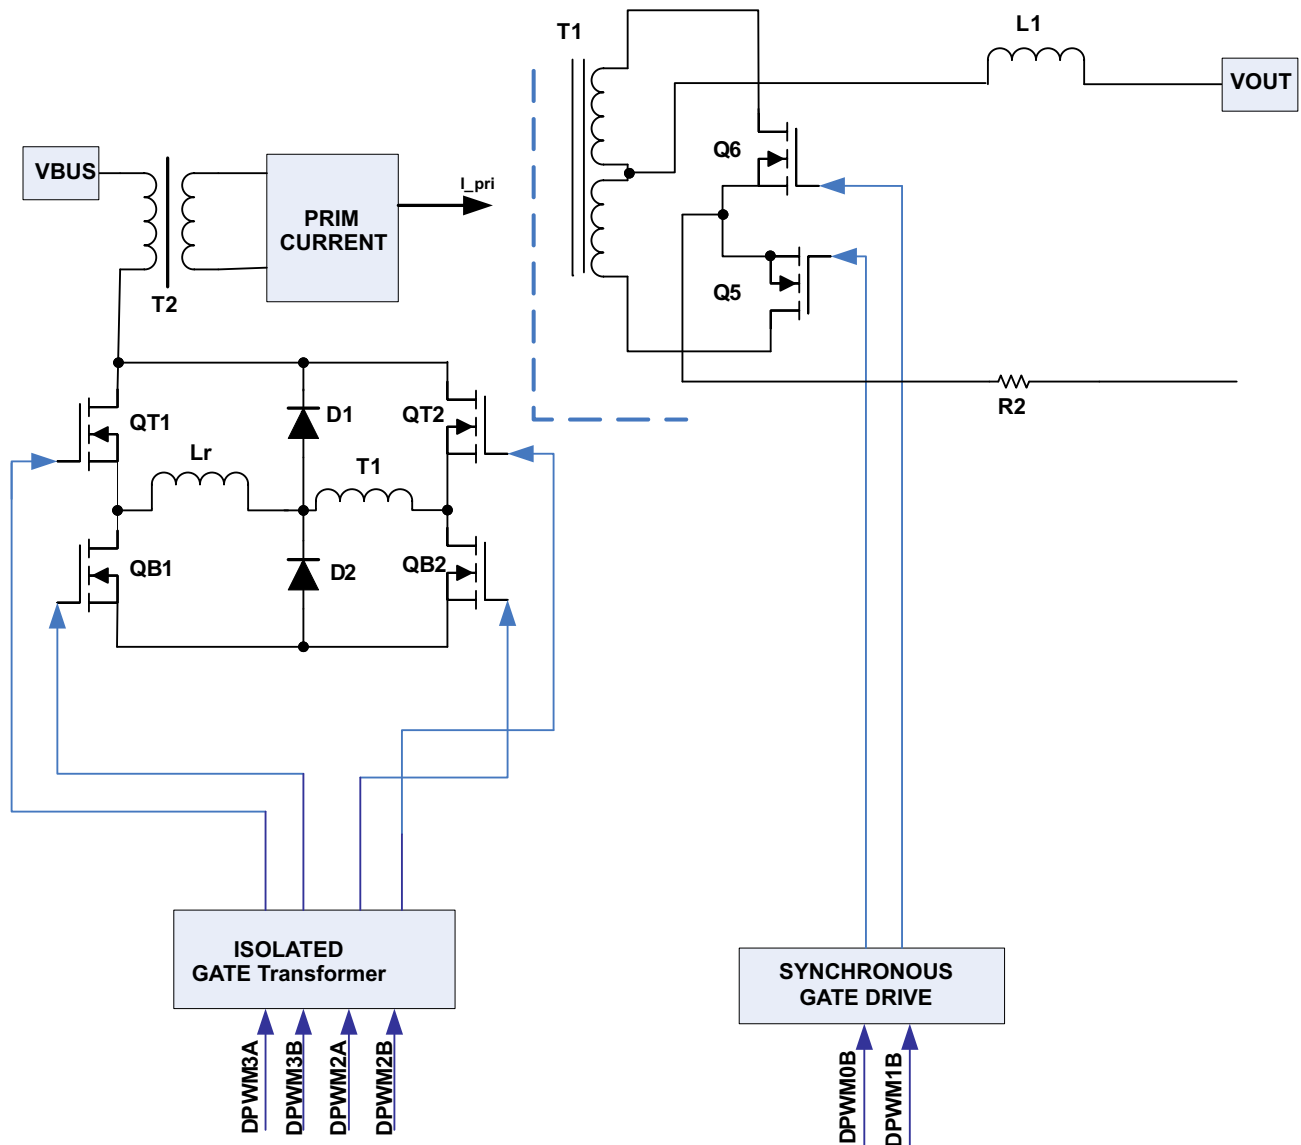 T1
L1
VOUT
VBUS
PRIM
CURRENT
I_pri
Q6
T2
Q5
QT1
D1
QT2
R2
Lr
T1
QB1
D2
QB2
ISOLATED
GATE Transformer
SYNCHRONOUS
GATE DRIVE
DPWM3A
DPWM3B
DPWM2A
DPWM2B
DPWM0B
DPWM1B